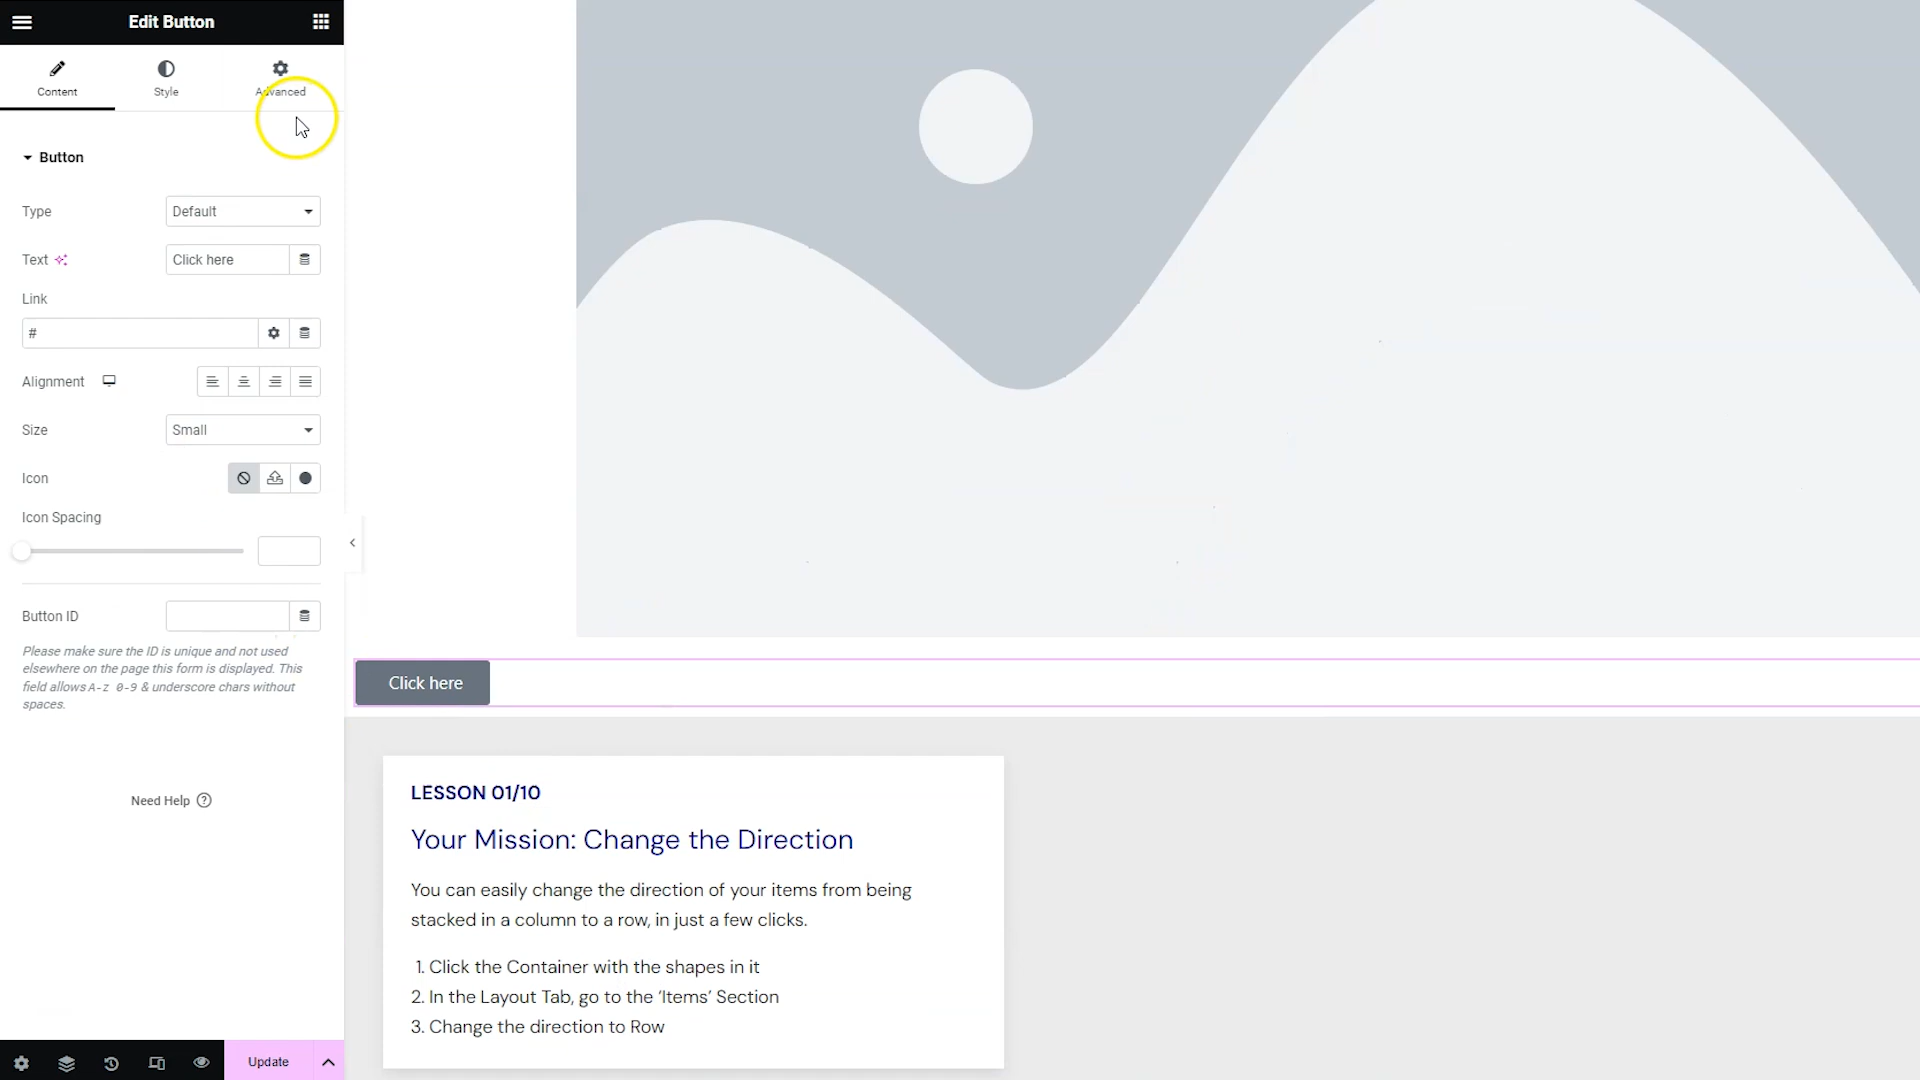 Edit Button
Content
Style
Advanced
Button
Type
Default
Text
Click here
Link
#
Alignment
Size
Small
Icon
Icon Spacing
Button ID
Please make sure the ID is unique and not used
elsewhere on the page this form is displayed. This
field allows A-z 0-9 & underscore chars without
spaces.
Need Help
Update
Click here
LESSON 01/10
Your Mission: Change the Direction
You can easily change the direction of your items from being
stacked in a column to a row, in just a few clicks.
1. Click the Container with the shapes in it
2. In the Layout Tab, go to the ‘Items’ Section
3. Change the direction to Row